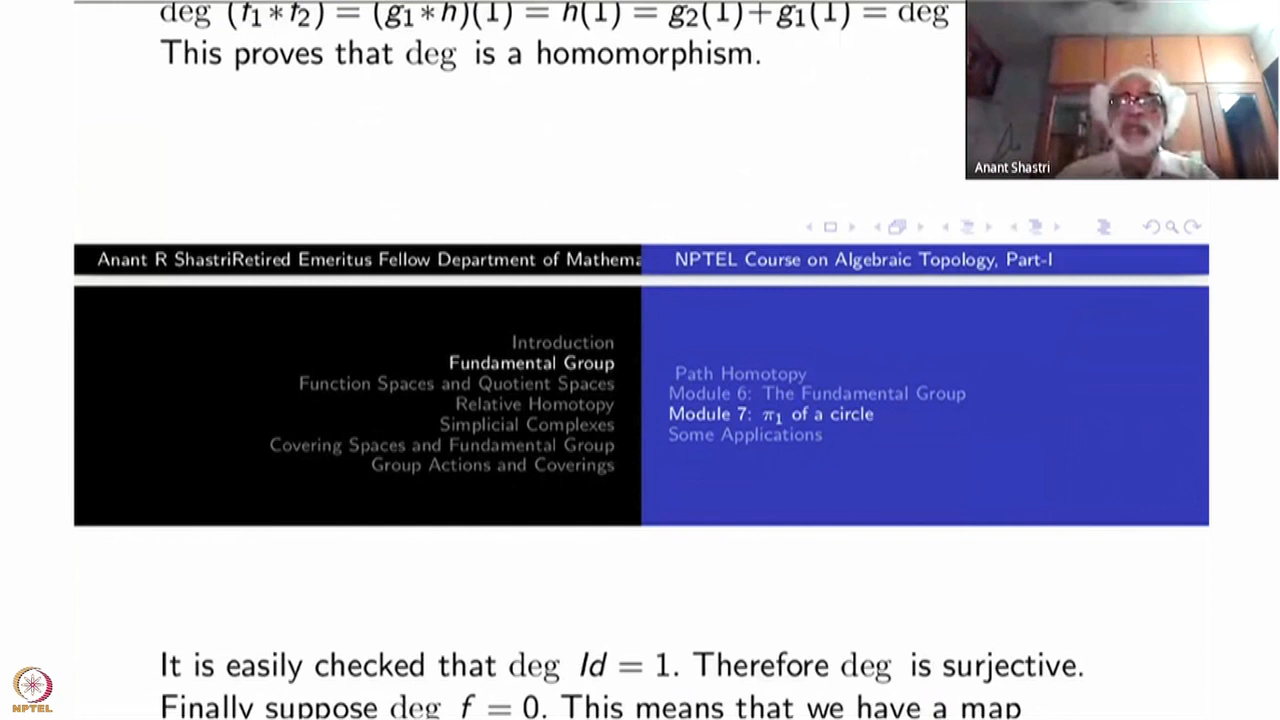 deg (f₁ * f₂) = (g₁ * h)(1) = h(1) = g₂(1)+g₁(1) = deg
This proves that deg is a homomorphism.
Anant Shastri
Anant R ShastriRetired Emeritus Fellow Department of Mathema
NPTEL Course on Algebraic Topology, Part-I
Introduction
Fundamental Group
Function Spaces and Quotient Spaces
Relative Homotopy
Simplicial Complexes
Covering Spaces and Fundamental Group
Group Actions and Coverings
Path Homotopy
Module 6: The Fundamental Group
Module 7: π₁ of a circle
Some Applications
It is easily checked that deg Id = 1. Therefore deg is surjective.
Finally suppose deg f = 0. This means that we have a map
NPTEL